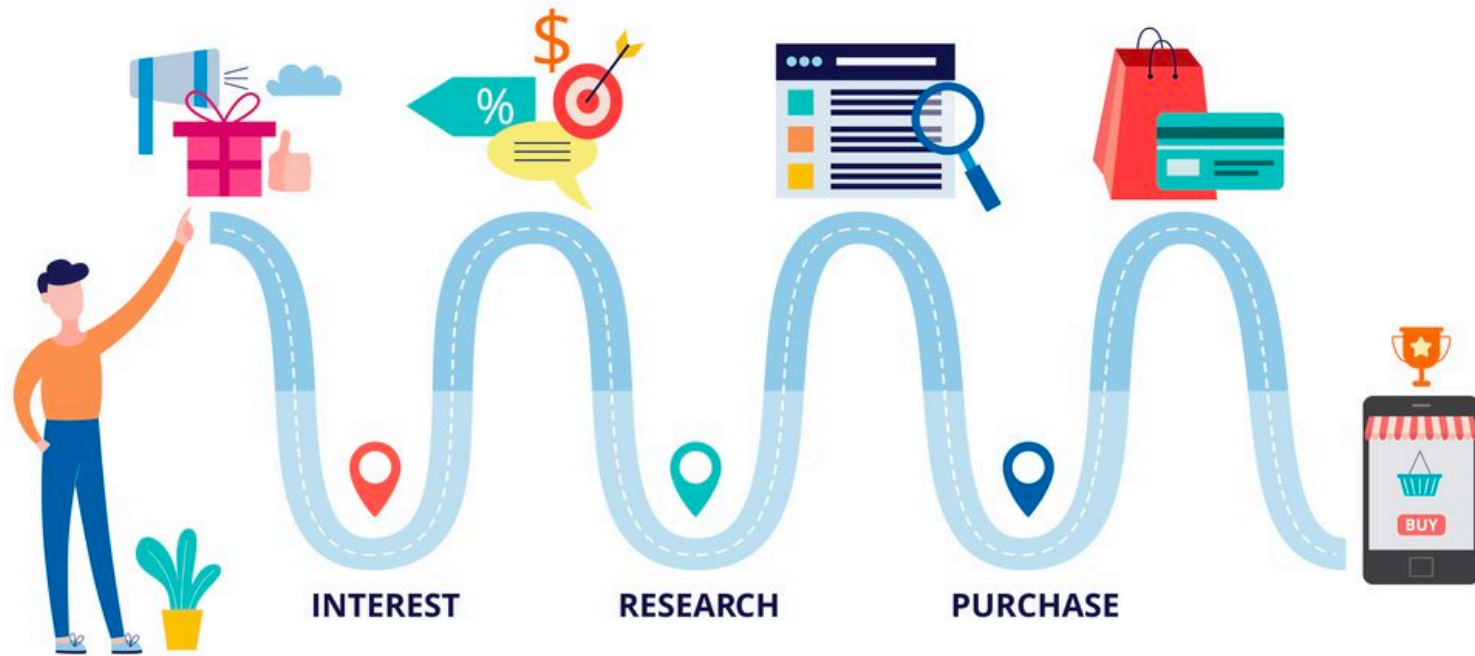 $
%
INTEREST
RESEARCH
PURCHASE
BUY